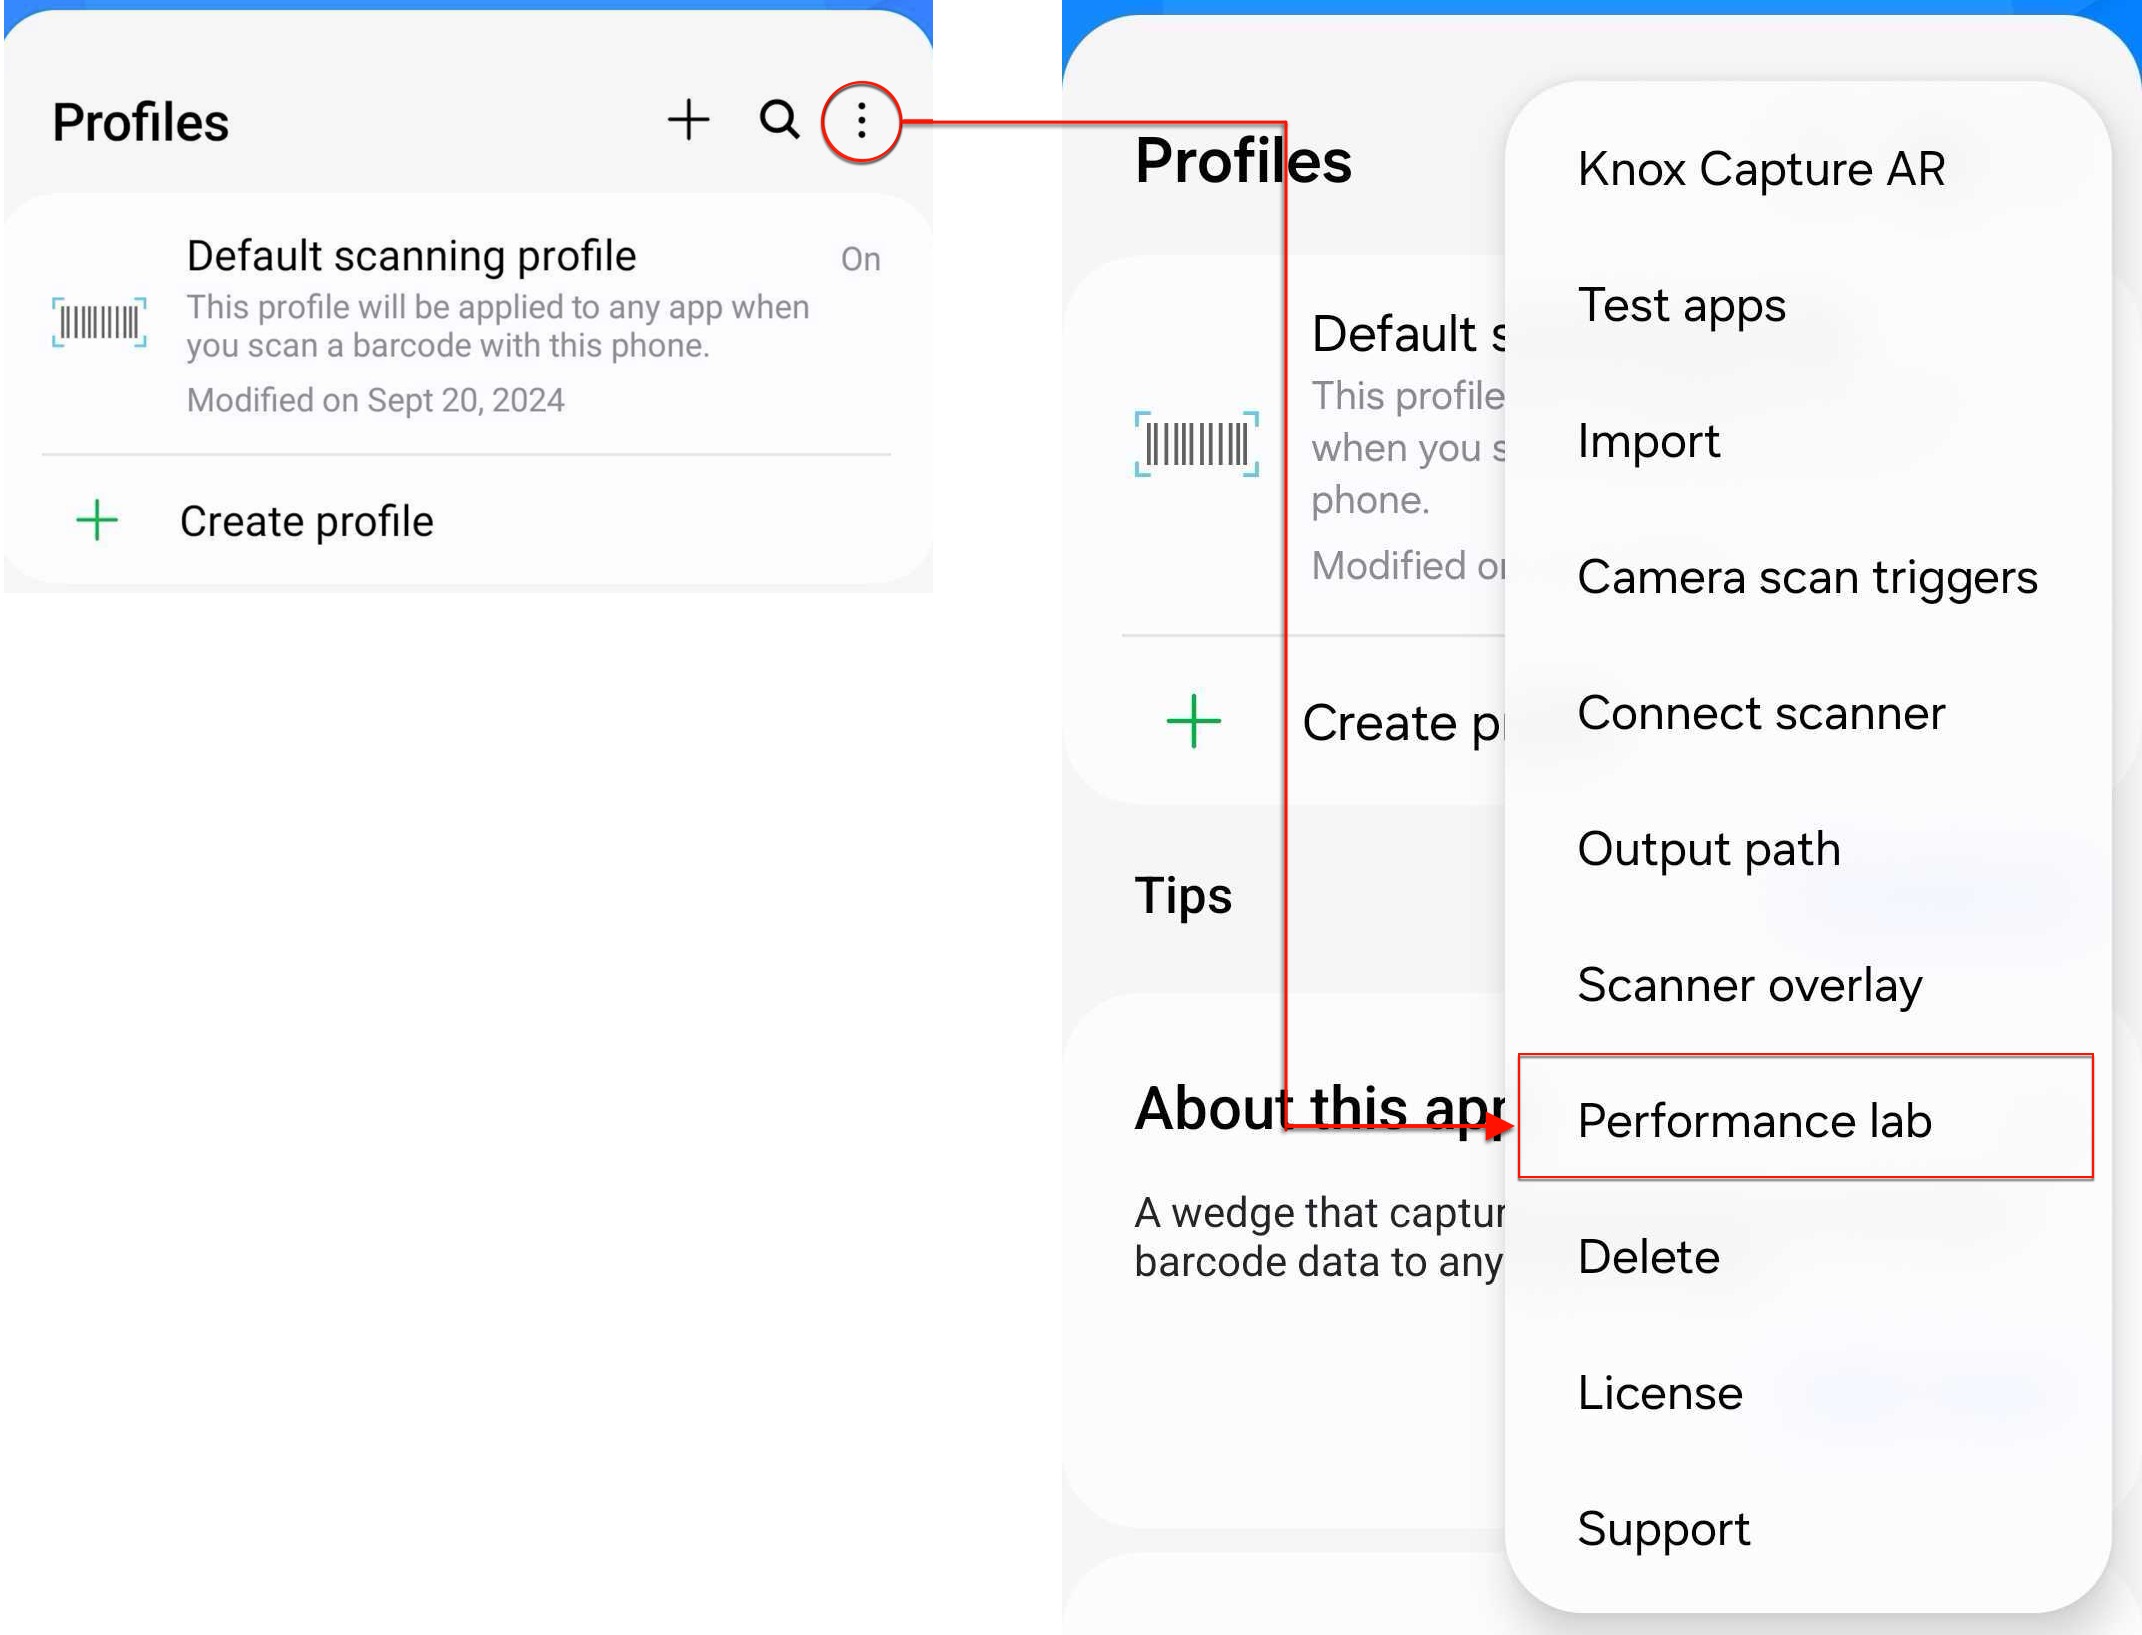 Profiles
Default scanning profile
On
This profile will be applied to any app when
you scan a barcode with this phone.
Modified on Sept 20, 2024
Create profile
Profiles
Default s
This profile
when you s
phone.
Modified or
Create pr
Tips
About this app
A wedge that captur
barcode data to any
Knox Capture AR
Test apps
Import
Camera scan triggers
Connect scanner
Output path
Scanner overlay
Performance lab
Delete
License
Support